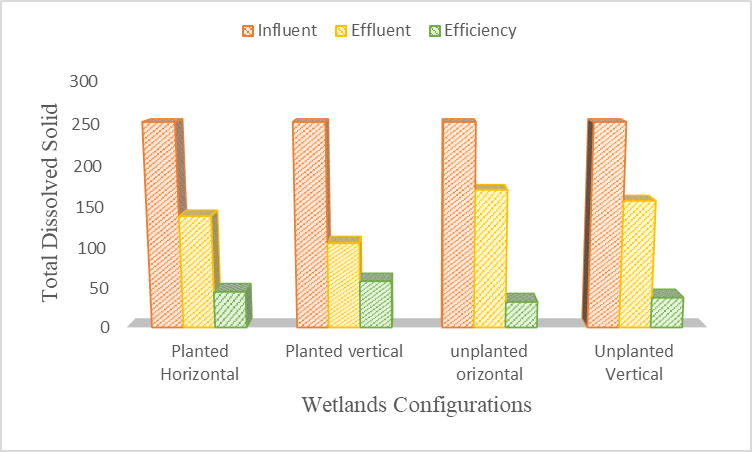 Influent Effluent Efficiency
300
250
200
150
100
50
0
Total Dissolved Solid
Planted Horizontal
Planted vertical
unplanted orizontal
Unplanted Vertical
Wetlands Configurations